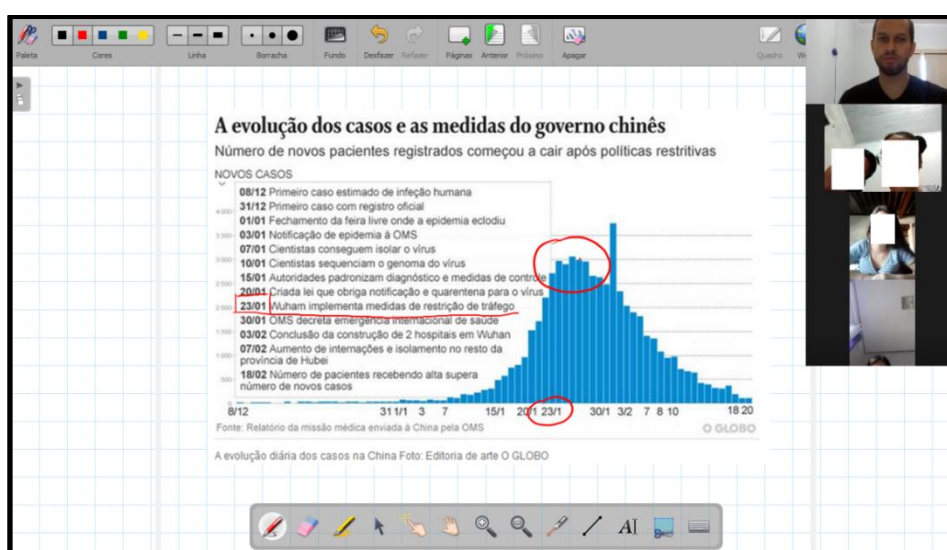 Paleta
Cores
Linha
Borracha
Fundo
Desfazer
Refazer
Páginas
Anterior
Próximo
Apagar
Quadro
A evolução dos casos e as medidas do governo chinês
Número de novos pacientes registrados começou a cair após políticas restritivas
NOVOS CASOS
08/12 Primeiro caso estimado de infeção humana
31/12 Primeiro caso com registro oficial
01/01 Fechamento da feira livre onde a epidemia eclodiu
03/01 Notificação de epidemia à OMS
07/01 Cientistas conseguem isolar o vírus
10/01 Cientistas sequenciam o genoma do vírus
15/01 Autoridades padronizam diagnóstico e medidas de controle
20/01 Criada lei que obriga notificação e quarentena para o vírus
23/01 Wuham implementa medidas de restrição de tráfego
30/01 OMS decreta emergência internacional de saúde
03/02 Conclusão da construção de 2 hospitais em Wuhan
07/02 Aumento de internações e isolamento no resto da
província de Hubei
18/02 Número de pacientes recebendo alta supera
número de novos casos
4.000
3.500
3.000
2.500
2.000
1.500
1.000
500
0
8/12 31 1/1 3 7 15/1 20/1 23/1 30/1 3/2 7 8 10 18 20
Fonte: Relatório da missão médica enviada à China pela OMS
O GLOBO
A evolução diária dos casos na China Foto: Editoria de arte O GLOBO
AI